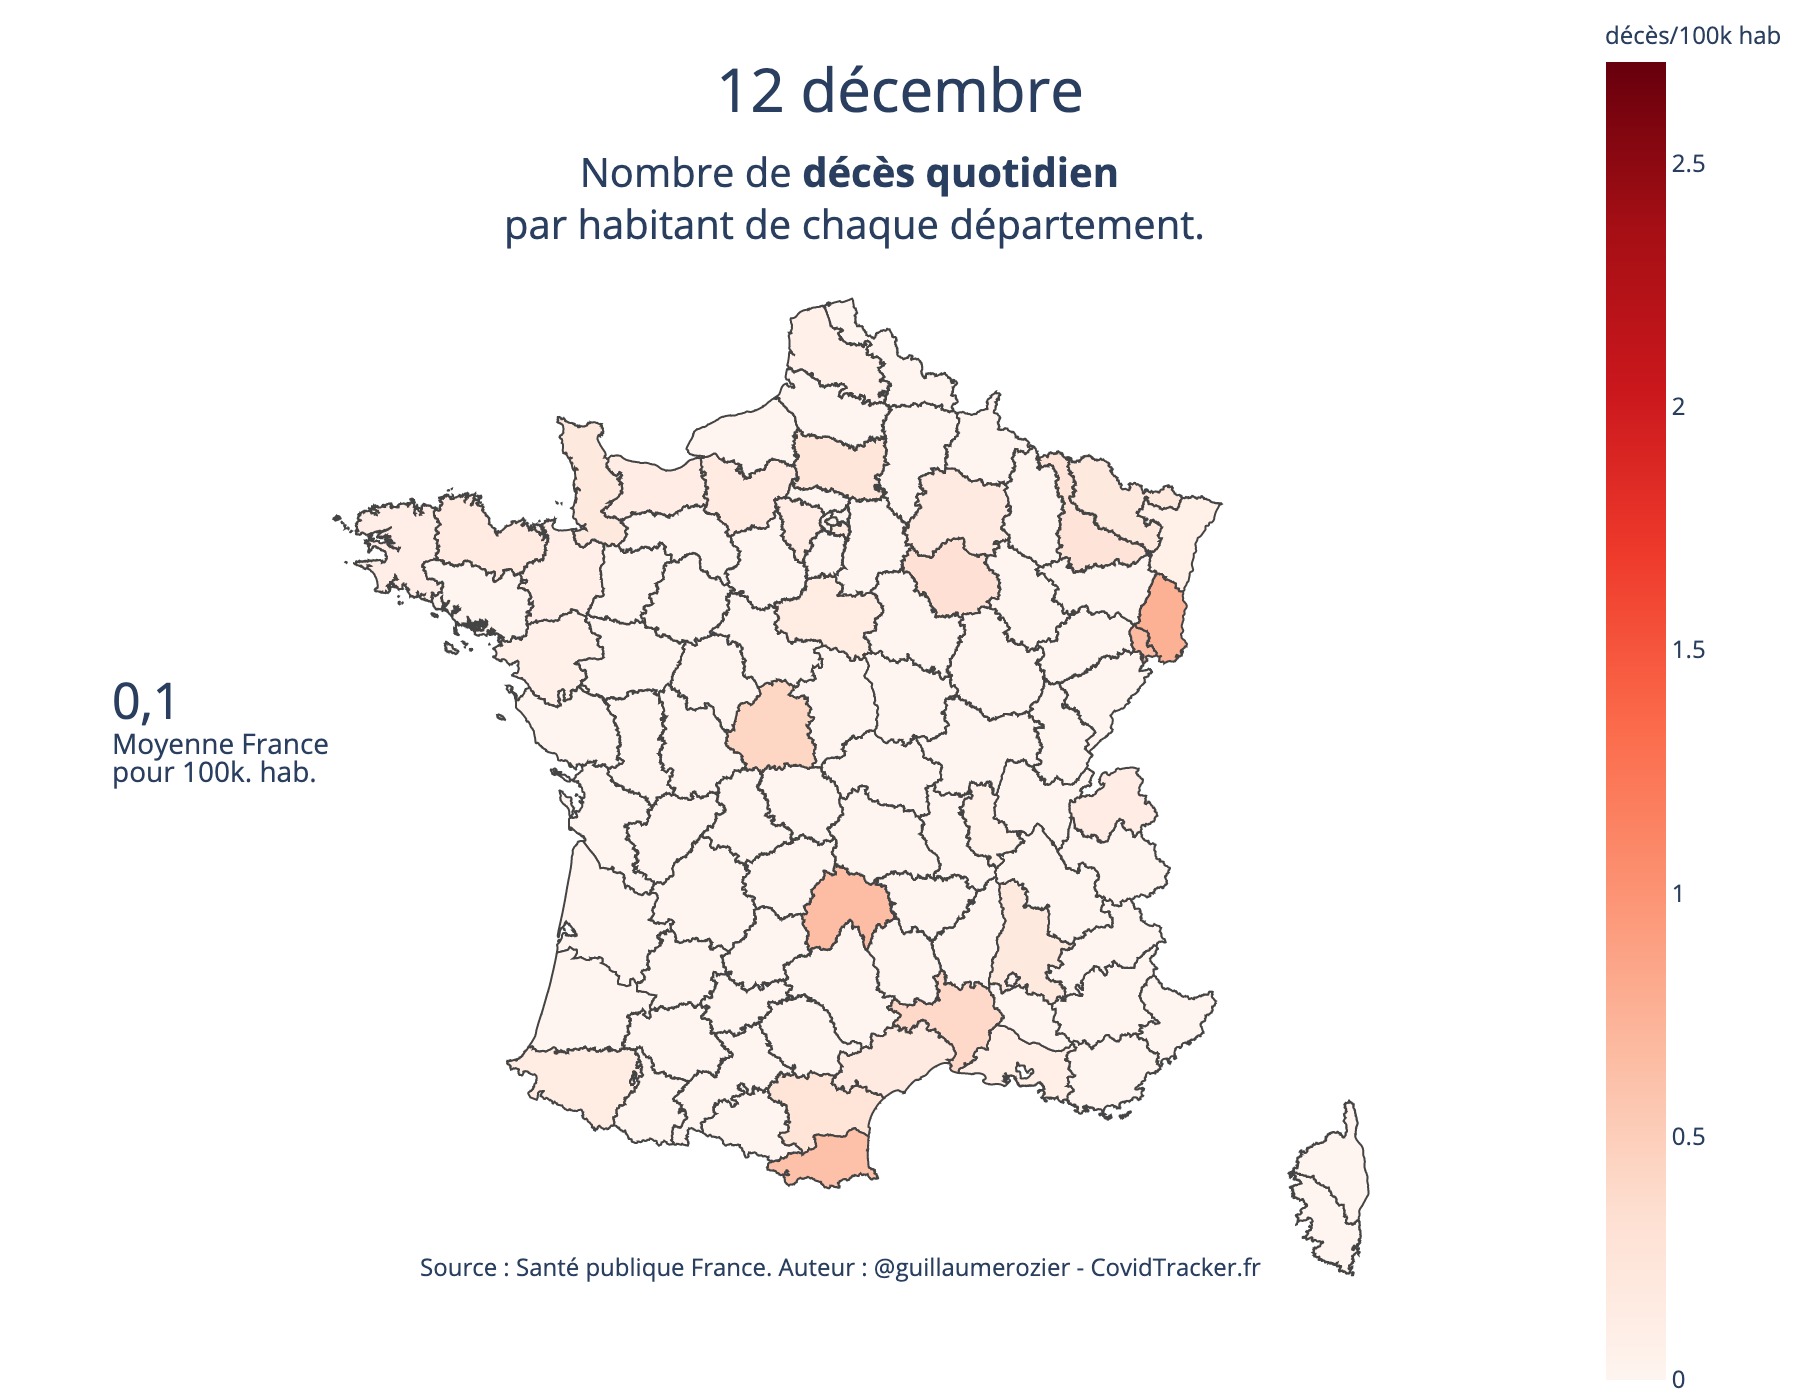 décès/100k hab
12 décembre
Nombre de décès quotidien
par habitant de chaque département.
2.5
2
1.5
1
0.5
0
0,1
Moyenne France
pour 100k. hab.
Source : Santé publique France. Auteur : @guillaumerozier - CovidTracker.fr